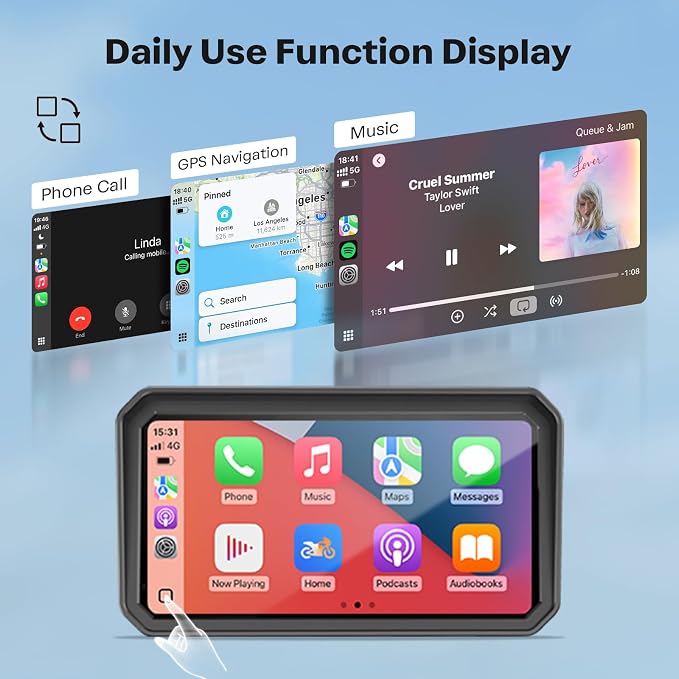 Daily Use Function Display
Phone Call
GPS Navigation
Music
19:46
4G
Linda
Calling mobile...
End
Mute
18:40
5G
Pinned
Home
525 m
Los Angeles
11,624 km
Search
Destinations
Glendale
Manhattan Beach
Torrance
Long Beach
18:41
5G
Queue & Jam
Cruel Summer
Taylor Swift
Lover
Lover
1:51
-1:08
15:31
4G
Phone
Music
Maps
Messages
Now Playing
Home
Podcasts
Audiobooks